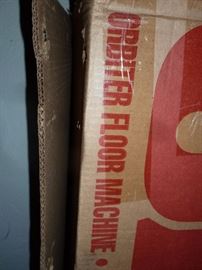 ORBITER FLOOR MACHINE •